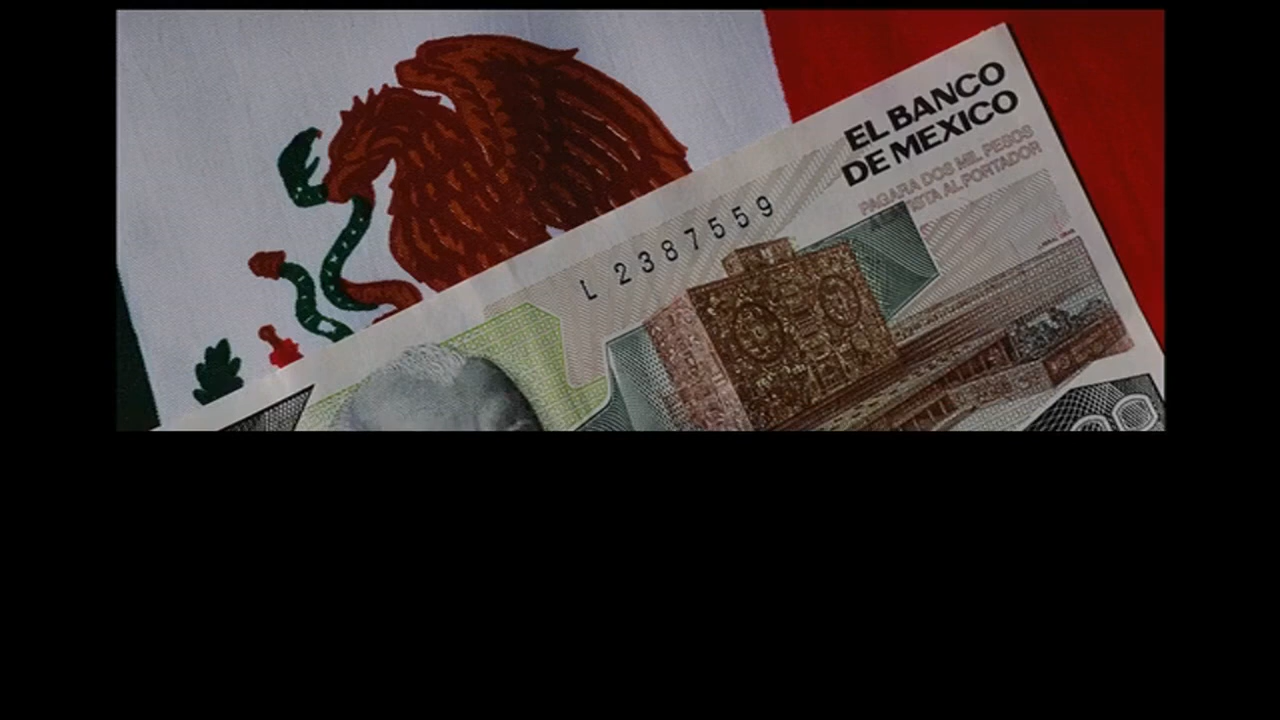 EL BANCO
DE MEXICO
PAGARA DOS MIL PESOS
A LA VISTA AL PORTADOR
L 2387559